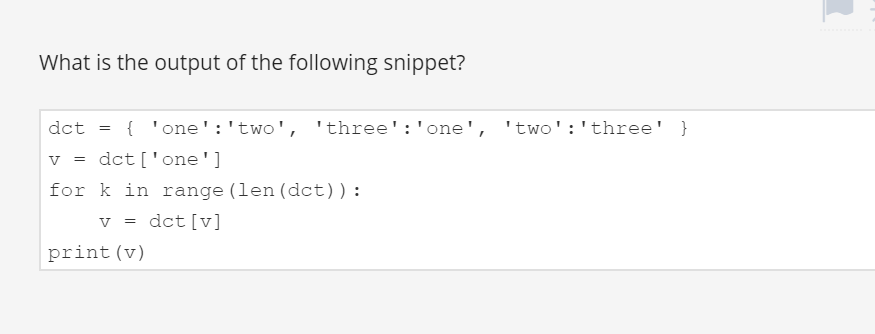 What is the output of the following snippet?
dct = { 'one':'two', 'three':'one', 'two':'three' }
v = dct['one']
for k in range(len(dct)):
    v = dct[v]
print(v)